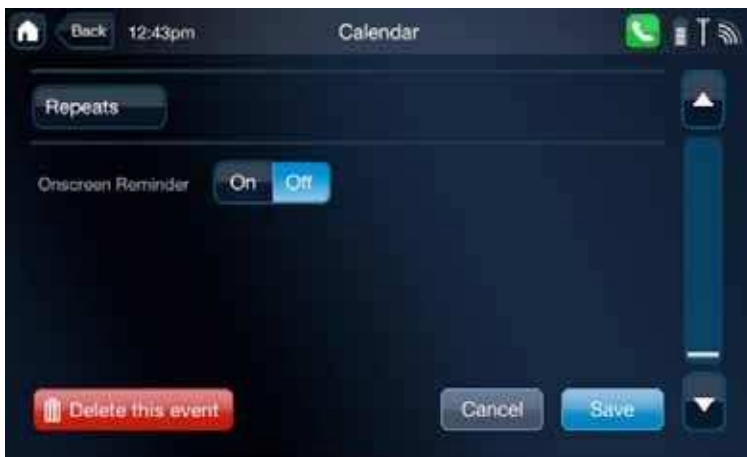 Back 12:43pm Calendar
Repeats
Onscreen Reminder On Off
Delete this event Cancel Save